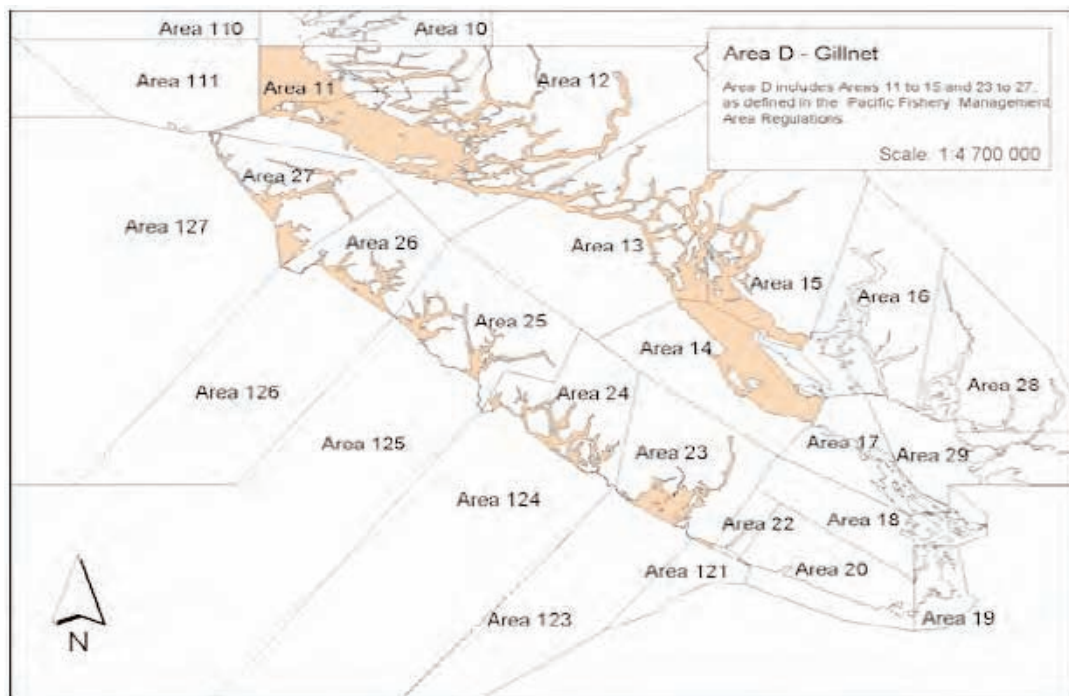 Area 110
Area 10
Area D - Gillnet
Area 111
Area 11
Area 12
Area D includes Areas 11 to 15 and 23 to 27,
as defined in the Pacific Fishery Management
Area Regulations
Scale: 1:4 700 000
Area 27
Area 127
Area 26
Area 13
Area 15
Area 16
Area 25
Area 14
Area 126
Area 24
Area 28
Area 125
Area 23
Area 17
Area 29
Area 124
Area 22
Area 18
Area 121
Area 20
Area 123
Area 19
N